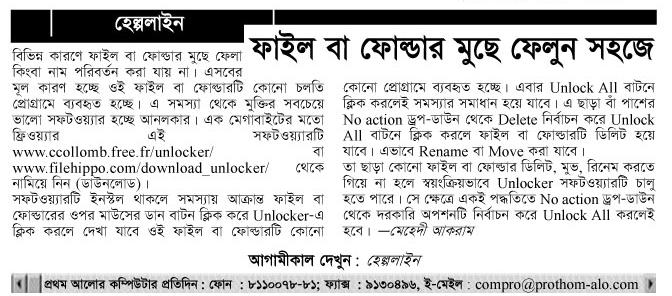 হেল্পলাইন
ফাইল বা ফোল্ডার মুছে ফেলুন সহজে
বিভিন্ন কারণে ফাইল বা ফোল্ডার মুছে ফেলা
কিংবা নাম পরিবর্তন করা যায় না। এসবের
মূল কারণ হচ্ছে ওই ফাইল বা ফোল্ডারটি কোনো চলতি
প্রোগ্রামে ব্যবহৃত হচ্ছে। এ সমস্যা থেকে মুক্তির সবচেয়ে
ভালো সফটওয়্যার হচ্ছে আনলকার। এক মেগাবাইটের মতো
ফ্রিওয়্যার এই সফটওয়্যারটি
www.ccollomb.free.fr/unlocker/ বা
www.filehippo.com/download_unlocker/ থেকে
নামিয়ে নিন (ডাউনলোড)।
সফটওয়্যারটি ইনস্টল থাকলে সমস্যায় আক্রান্ত ফাইল বা
ফোল্ডারের ওপর মাউসের ডান বাটন ক্লিক করে Unlocker-এ
ক্লিক করলে দেখা যাবে ওই ফাইল বা ফোল্ডারটি কোনো
কোনো প্রোগ্রামে ব্যবহৃত হচ্ছে। এবার Unlock All বাটনে
ক্লিক করলেই সমস্যার সমাধান হয়ে যাবে। এ ছাড়া বাঁ পাশের
No action ড্রপ-ডাউন থেকে Delete নির্বাচন করে Unlock
All বাটনে ক্লিক করলে ফাইল বা ফোল্ডারটি ডিলিট হয়ে
যাবে। এভাবে Rename বা Move করা যাবে।
তা ছাড়া কোনো ফাইল বা ফোল্ডার ডিলিট, মুভ, রিনেম করতে
গিয়ে না হলে স্বয়ংক্রিয়ভাবে Unlocker সফটওয়্যারটি চালু
হতে পারে। সে ক্ষেত্রে একই পদ্ধতিতে No action ড্রপ-ডাউন
থেকে দরকারি অপশনটি নির্বাচন করে Unlock All করলেই
হবে। —মেহেদী আকরাম
আগামীকাল দেখুন : হেল্পলাইন
প্রথম আলোর কম্পিউটার প্রতিদিন : ফোন : ৮১১০০৭৮-৮১; ফ্যাক্স : ৯১৩০৪৯৬, ই-মেইল : compro@prothom-alo.com